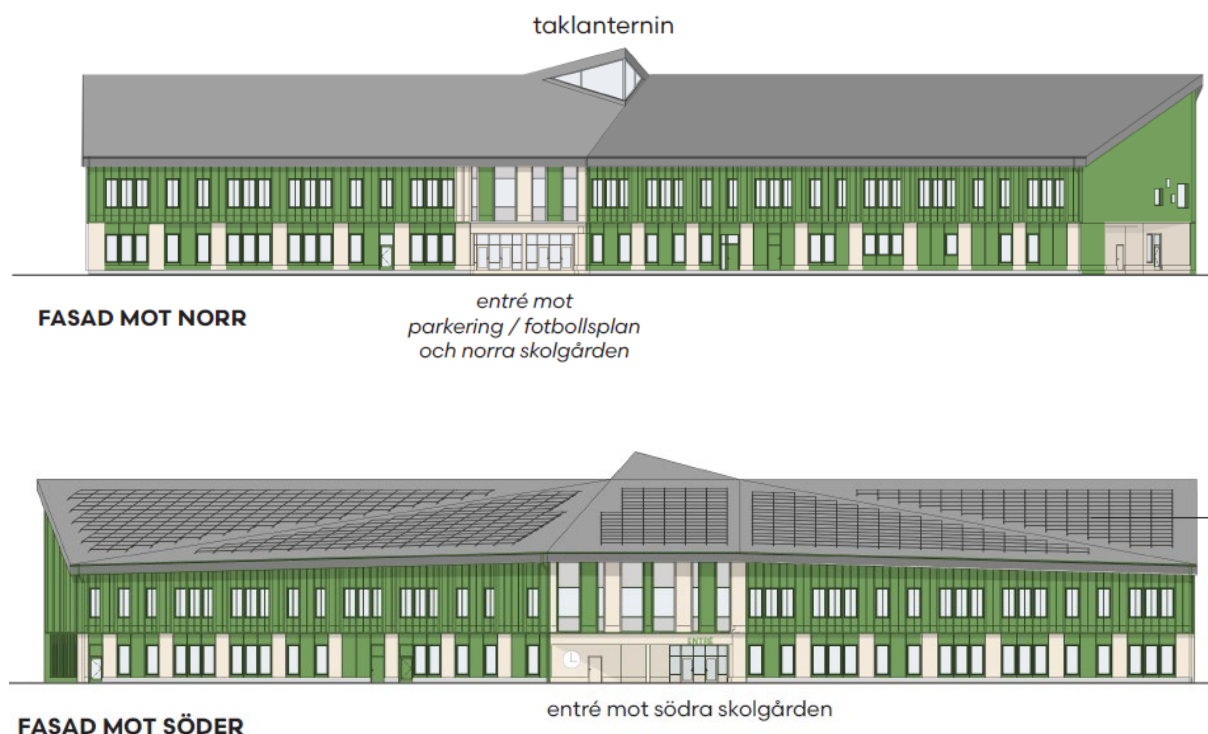 taklanternin
FASAD MOT NORR
entré mot
parkering / fotbollsplan
och norra skolgården
ENTRÉ
entré mot södra skolgården
FASAD MOT SÖDER